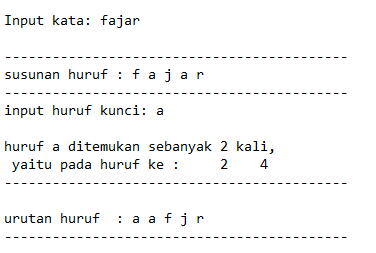 Input kata: fajar
-------------------------------------------
susunan huruf : f a j a r
-------------------------------------------
input huruf kunci: a
huruf a ditemukan sebanyak 2 kali,
 yaitu pada huruf ke :     2    4
-------------------------------------------
urutan huruf  : a a f j r
-------------------------------------------